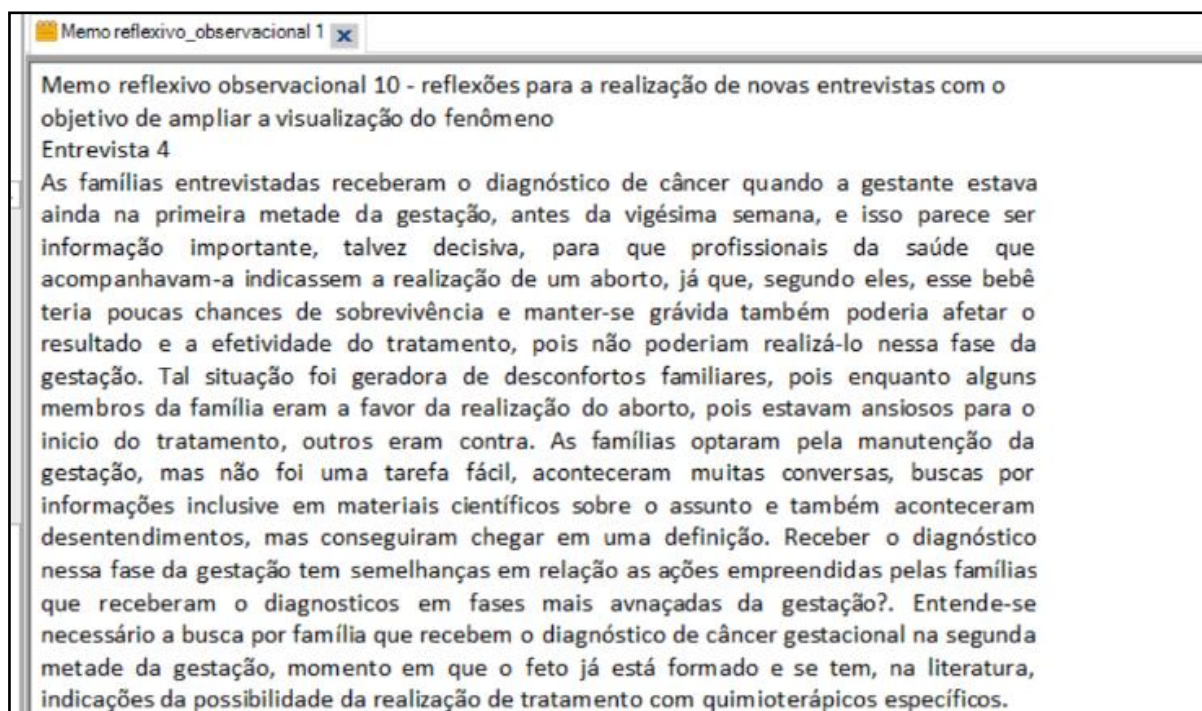 Memo reflexivo_observacional 1
Memo reflexivo observacional 10 - reflexões para a realização de novas entrevistas com o
objetivo de ampliar a visualização do fenômeno
Entrevista 4
As famílias entrevistadas receberam o diagnóstico de câncer quando a gestante estava
ainda na primeira metade da gestação, antes da vigésima semana, e isso parece ser
informação importante, talvez decisiva, para que profissionais da saúde que
acompanhavam-a indicassem a realização de um aborto, já que, segundo eles, esse bebê
teria poucas chances de sobrevivência e manter-se grávida também poderia afetar o
resultado e a efetividade do tratamento, pois não poderiam realizá-lo nessa fase da
gestação. Tal situação foi geradora de desconfortos familiares, pois enquanto alguns
membros da família eram a favor da realização do aborto, pois estavam ansiosos para o
inicio do tratamento, outros eram contra. As famílias optaram pela manutenção da
gestação, mas não foi uma tarefa fácil, aconteceram muitas conversas, buscas por
informações inclusive em materiais científicos sobre o assunto e também aconteceram
desentendimentos, mas conseguiram chegar em uma definição. Receber o diagnóstico
nessa fase da gestação tem semelhanças em relação as ações empreendidas pelas famílias
que receberam o diagnosticos em fases mais avnaçadas da gestação?. Entende-se
necessário a busca por família que recebem o diagnóstico de câncer gestacional na segunda
metade da gestação, momento em que o feto já está formado e se tem, na literatura,
indicações da possibilidade da realização de tratamento com quimioterápicos específicos.